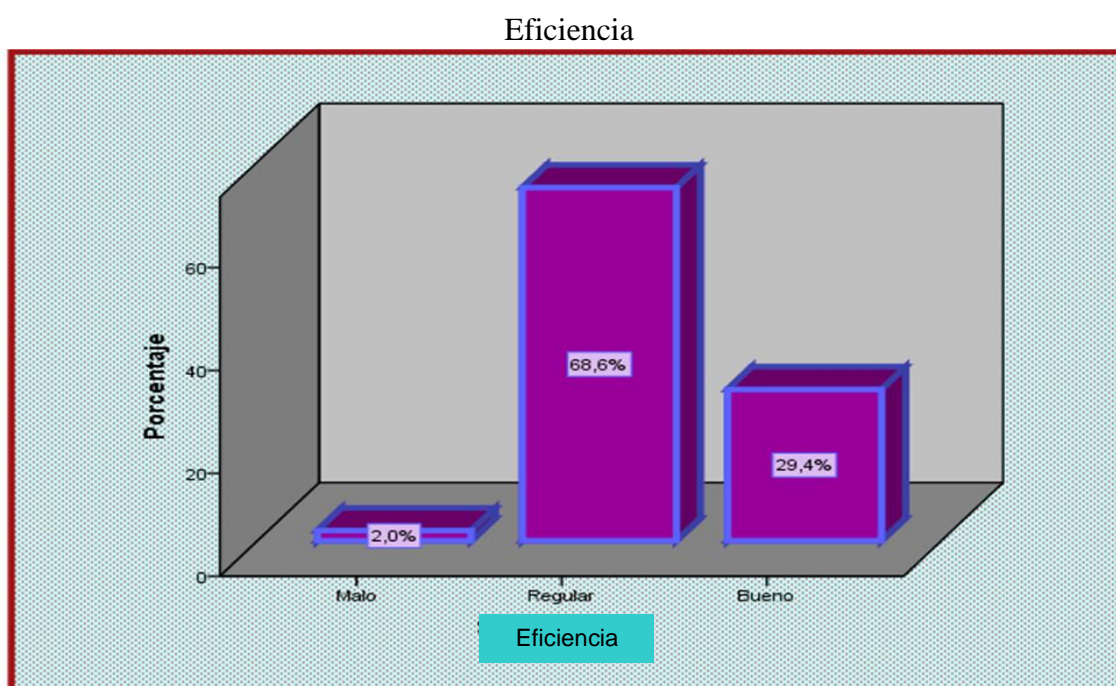 Eficiencia
Porcentaje
60
40
20
0
2,0%
68,6%
29,4%
Malo
Regular
Bueno
Eficiencia